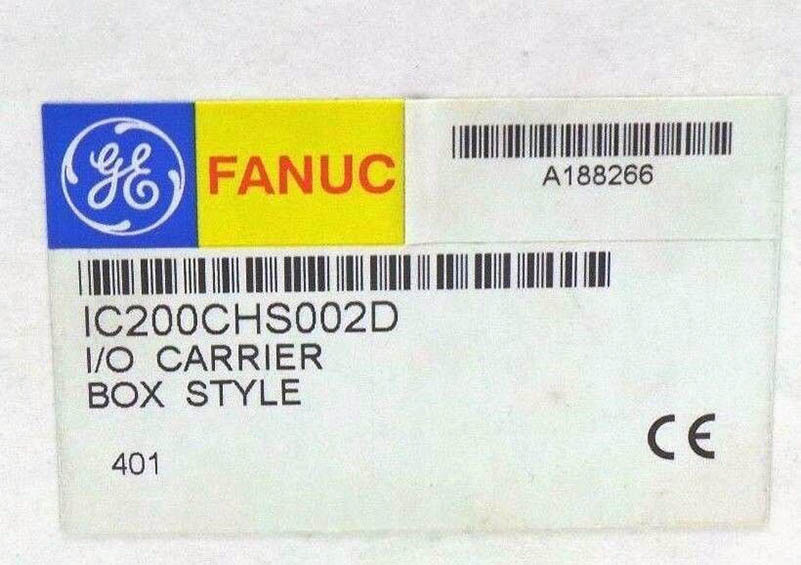 GE FANUC
A188266
IC200CHS002D
I/O CARRIER
BOX STYLE
401
CE